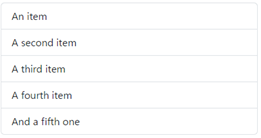 An item
A second item
A third item
A fourth item
And a fifth one